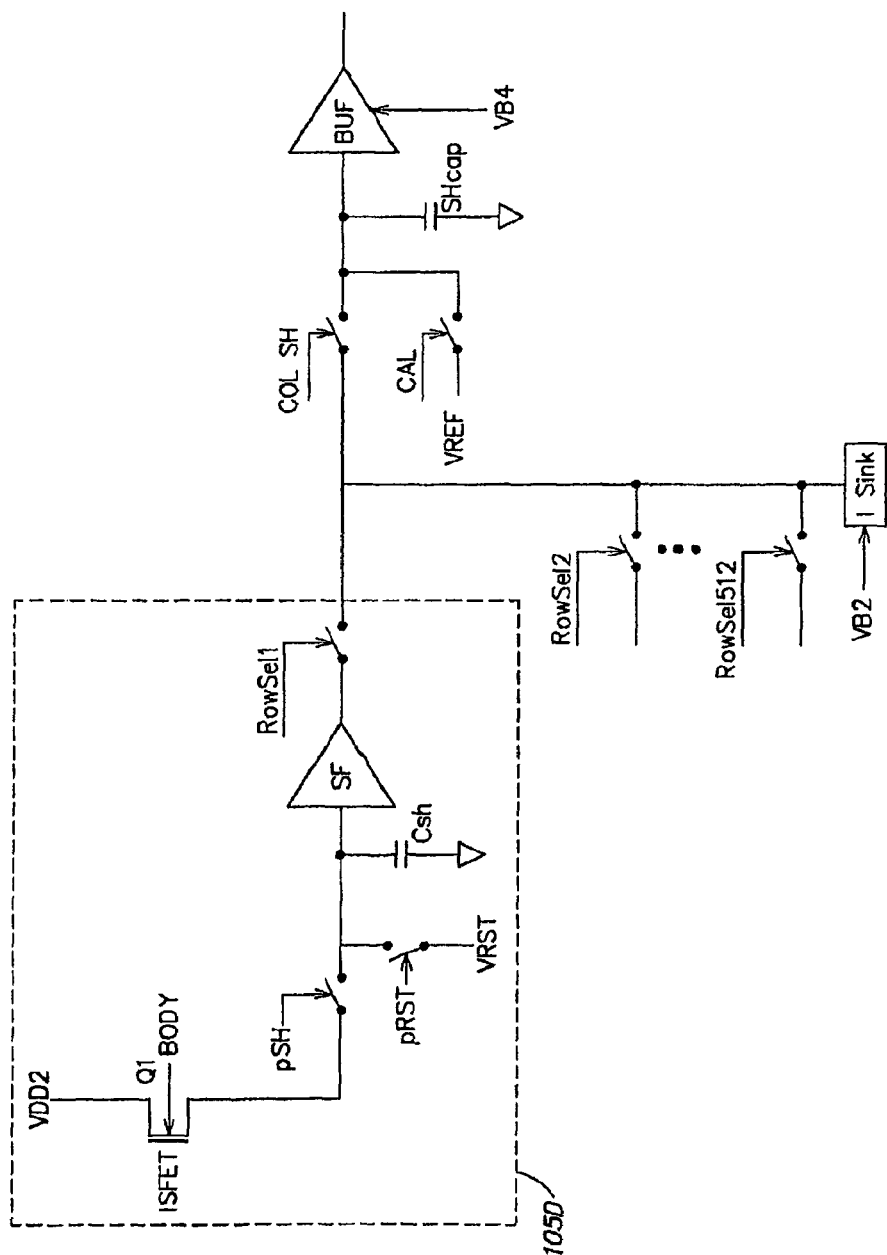 VDD2
Q1
BODY
ISFET
pSH
pRST
VRST
Csh
SF
RowSel1
COL SH
CAL
VREF
SHcap
BUF
VB4
RowSel2
RowSel512
VB2
I Sink
105D